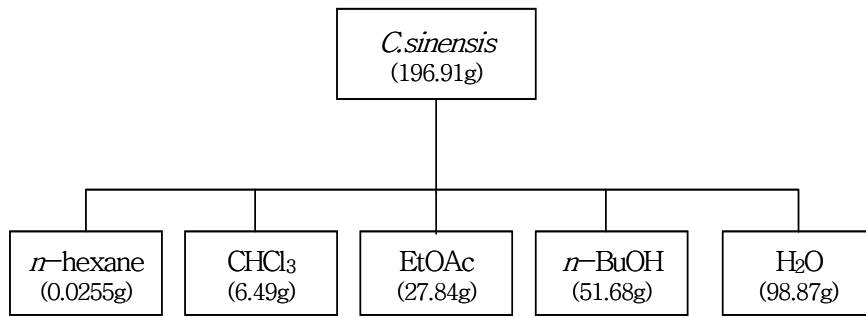 C.sinensis
(196.91g)
n-hexane
(0.0255g)
CHCl₃
(6.49g)
EtOAc
(27.84g)
n-BuOH
(51.68g)
H₂O
(98.87g)